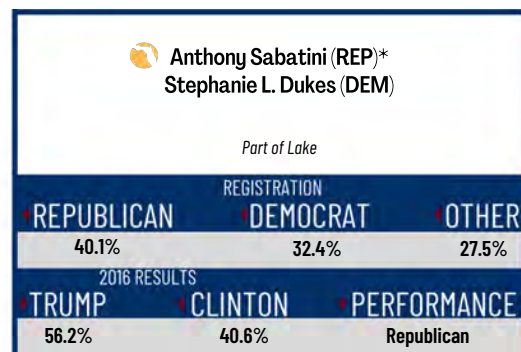 Anthony Sabatini (REP)*
Stephanie L. Dukes (DEM)
Part of Lake
REGISTRATION
REPUBLICAN DEMOCRAT OTHER
40.1% 32.4% 27.5%
2016 RESULTS
TRUMP CLINTON PERFORMANCE
56.2% 40.6% Republican